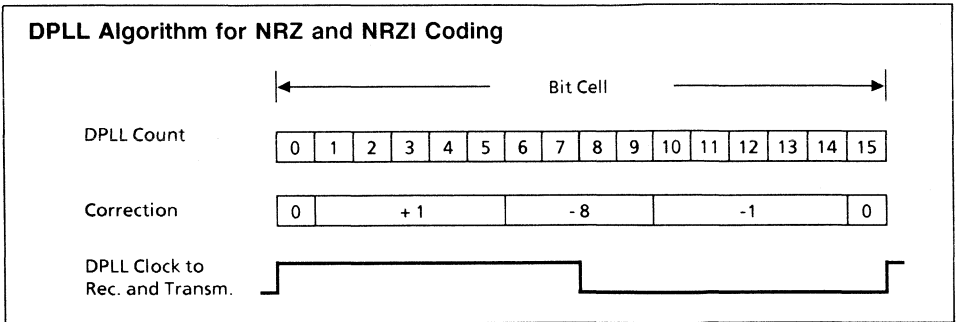 DPLL Algorithm for NRZ and NRZI Coding
Bit Cell
DPLL Count
0 1 2 3 4 5 6 7 8 9 10 11 12 13 14 15
Correction
0 + 1 - 8 -1 0
DPLL Clock to
Rec. and Transm.